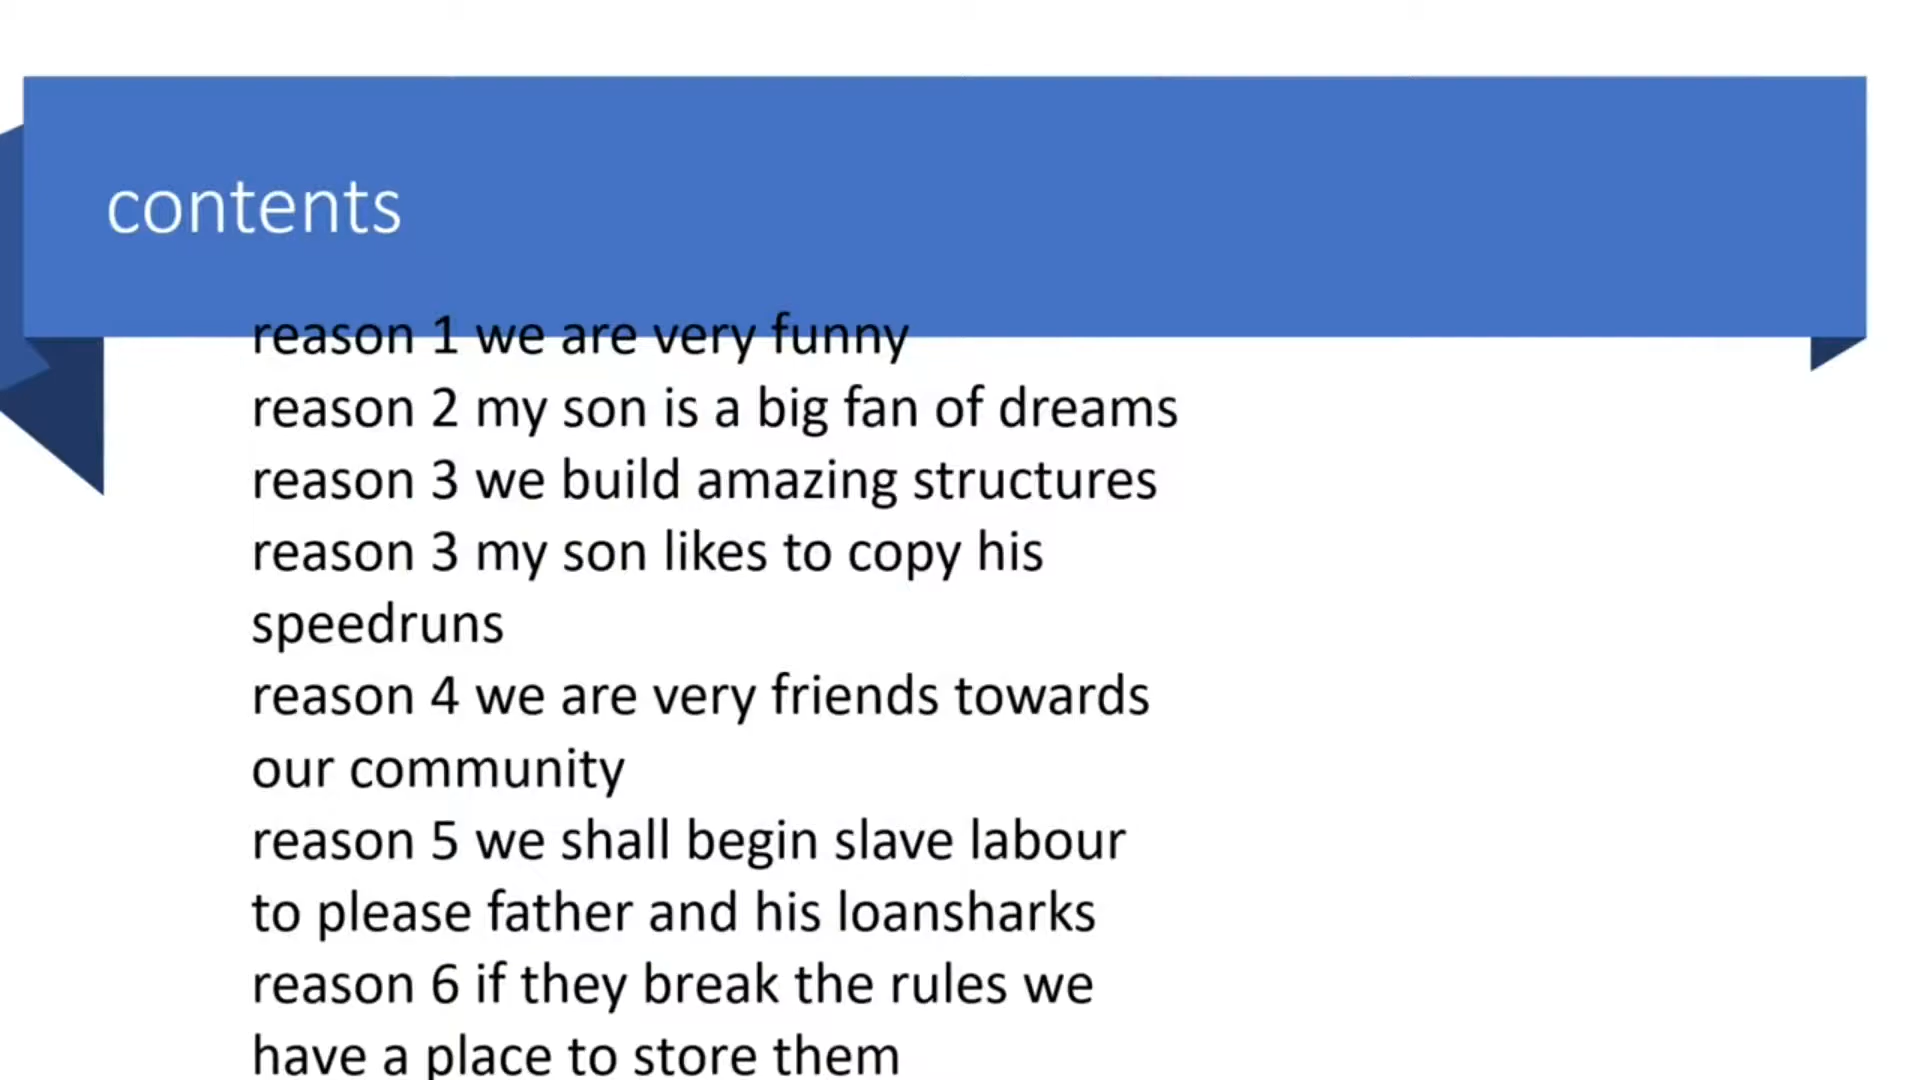 contents
reason 1 we are very funny
reason 2 my son is a big fan of dreams
reason 3 we build amazing structures
reason 3 my son likes to copy his
speedruns
reason 4 we are very friends towards
our community
reason 5 we shall begin slave labour
to please father and his loansharks
reason 6 if they break the rules we
have a place to store them